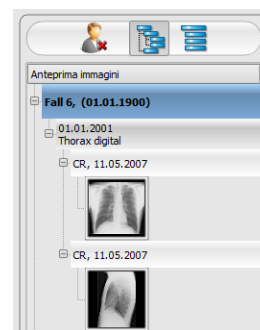 Anteprima immagini
Fall 6, (01.01.1900)
01.01.2001
Thorax digital
CR, 11.05.2007
CR, 11.05.2007